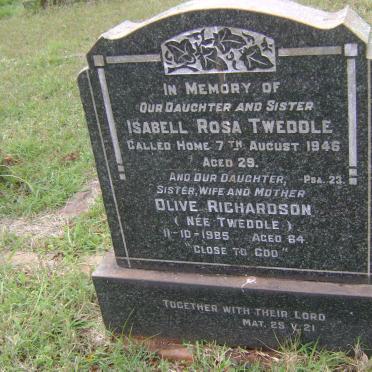 In Memory of
Our Daughter and Sister
Isabell Rosa Tweddle
Called Home 7th August 1946
Aged 29. Psa. 23.
And Our Daughter,
Sister, Wife and Mother
Olive Richardson
(née Tweddle)
11-10-1985 Aged 64.
"Close to God"
Together with their Lord
Mat. 25 v. 21